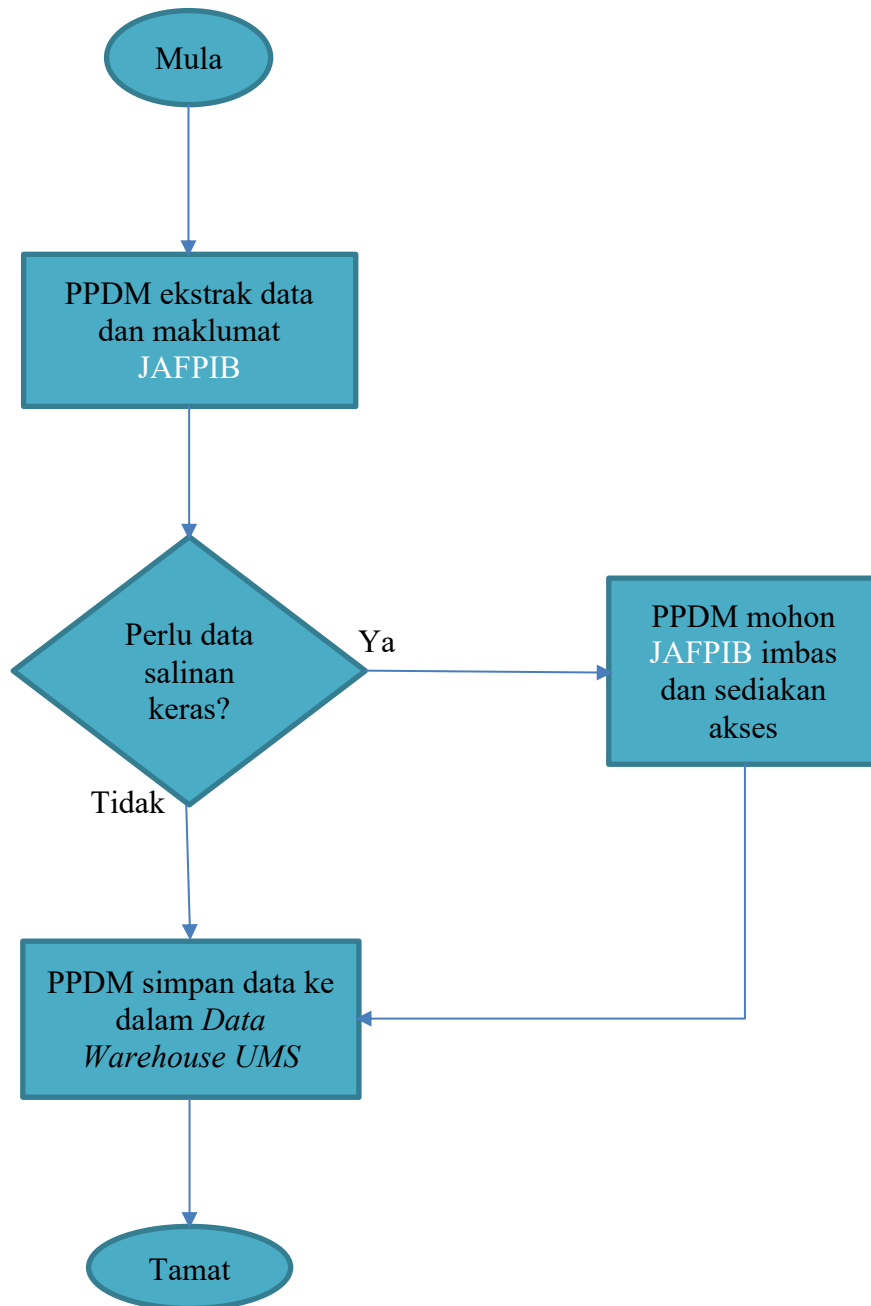 Mula
PPDM ekstrak data
dan maklumat
JAFPIB
Perlu data
salinan
keras?
Ya
PPDM mohon
JAFPIB imbas
dan sediakan
akses
Tidak
PPDM simpan data ke
dalam Data
Warehouse UMS
Tamat